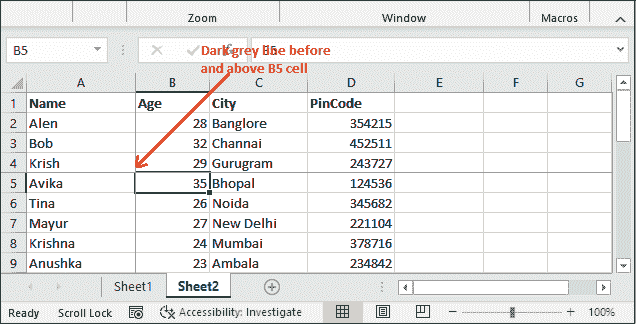 Zoom Window Macros
B5 fx B5
Dark grey line before
and above B5 cell
A B C D E F G
1 Name Age City PinCode
2 Alen 28 Banglore 354215
3 Bob 32 Channai 452511
4 Krish 29 Gurugram 243727
5 Avika 35 Bhopal 124536
6 Tina 26 Noida 345682
7 Mayur 27 New Delhi 221104
8 Krishna 24 Mumbai 378716
9 Anushka 23 Ambala 234842
Sheet1 Sheet2
Ready Scroll Lock Accessibility: Investigate 100%